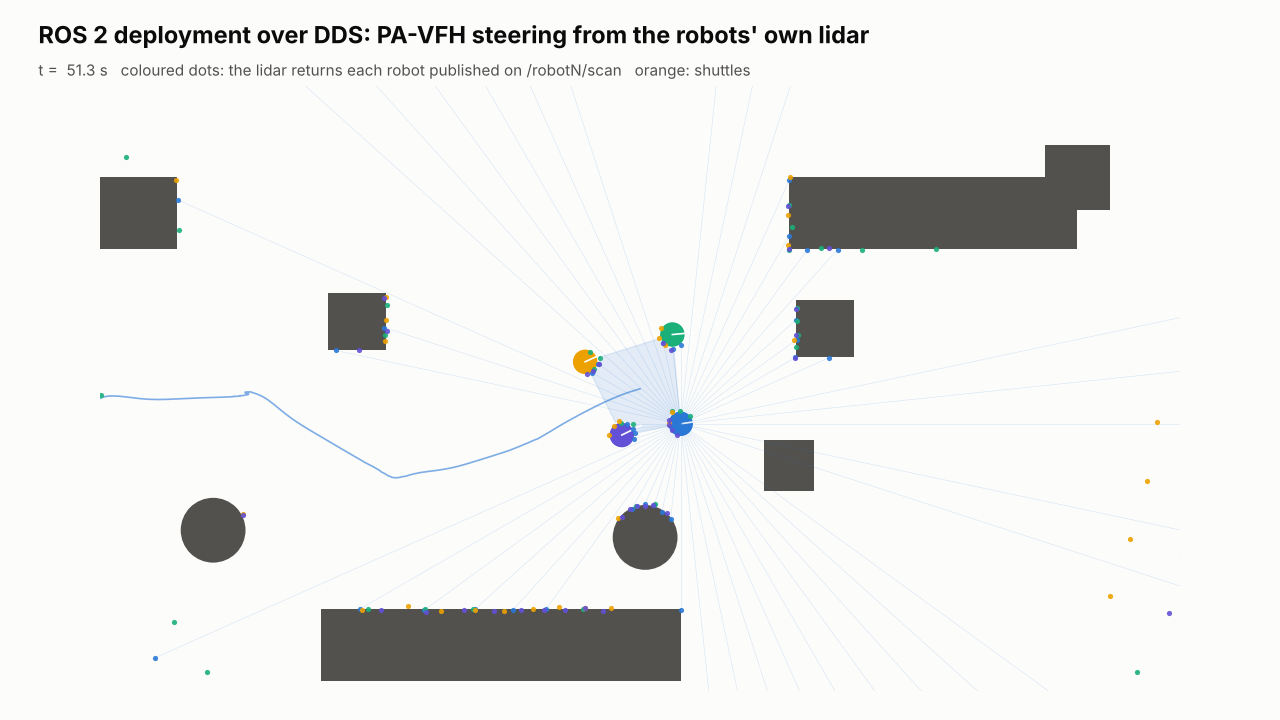 ROS 2 deployment over DDS: PA-VFH steering from the robots' own lidar
t = 51.3 s coloured dots: the lidar returns each robot published on /robotN/scan orange: shuttles